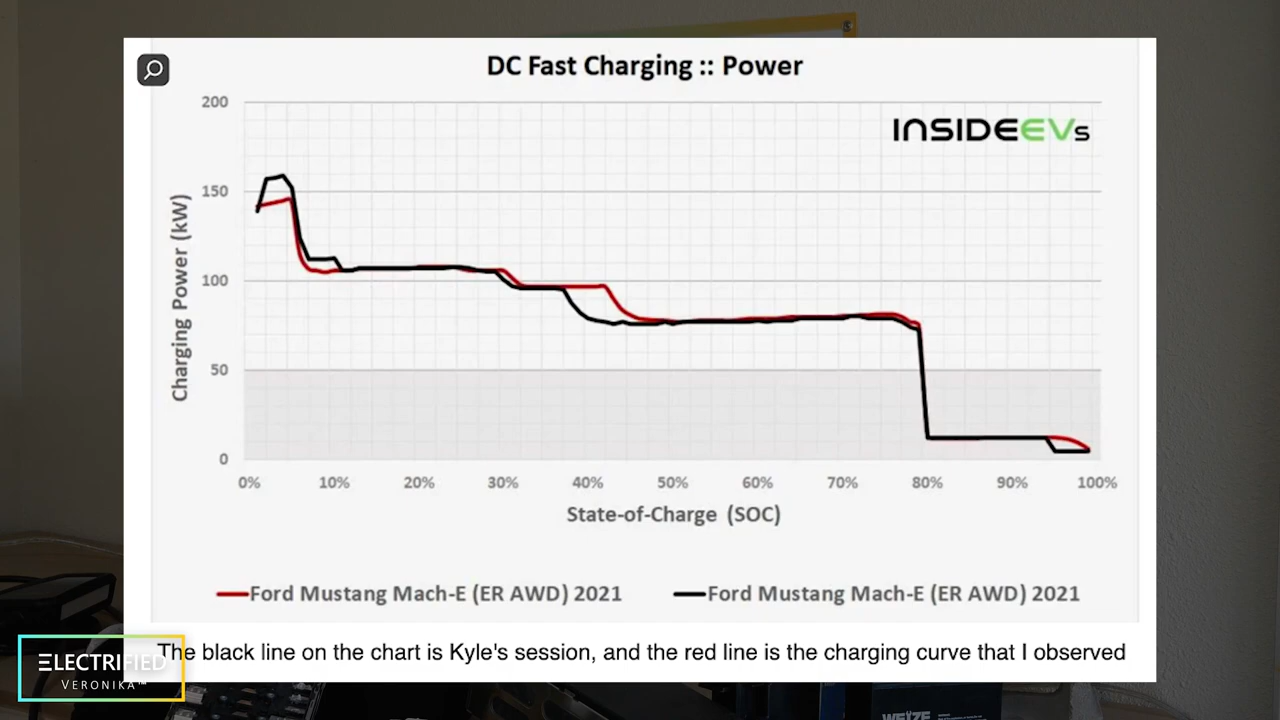 DC Fast Charging :: Power
INSIDEEVs
200
150
100
50
0
Charging Power (kW)
0% 10% 20% 30% 40% 50% 60% 70% 80% 90% 100%
State-of-Charge (SOC)
Ford Mustang Mach-E (ER AWD) 2021 Ford Mustang Mach-E (ER AWD) 2021
The black line on the chart is Kyle's session, and the red line is the charging curve that I observed
ELECTRIFIED
VERONIKA™
WEIZE